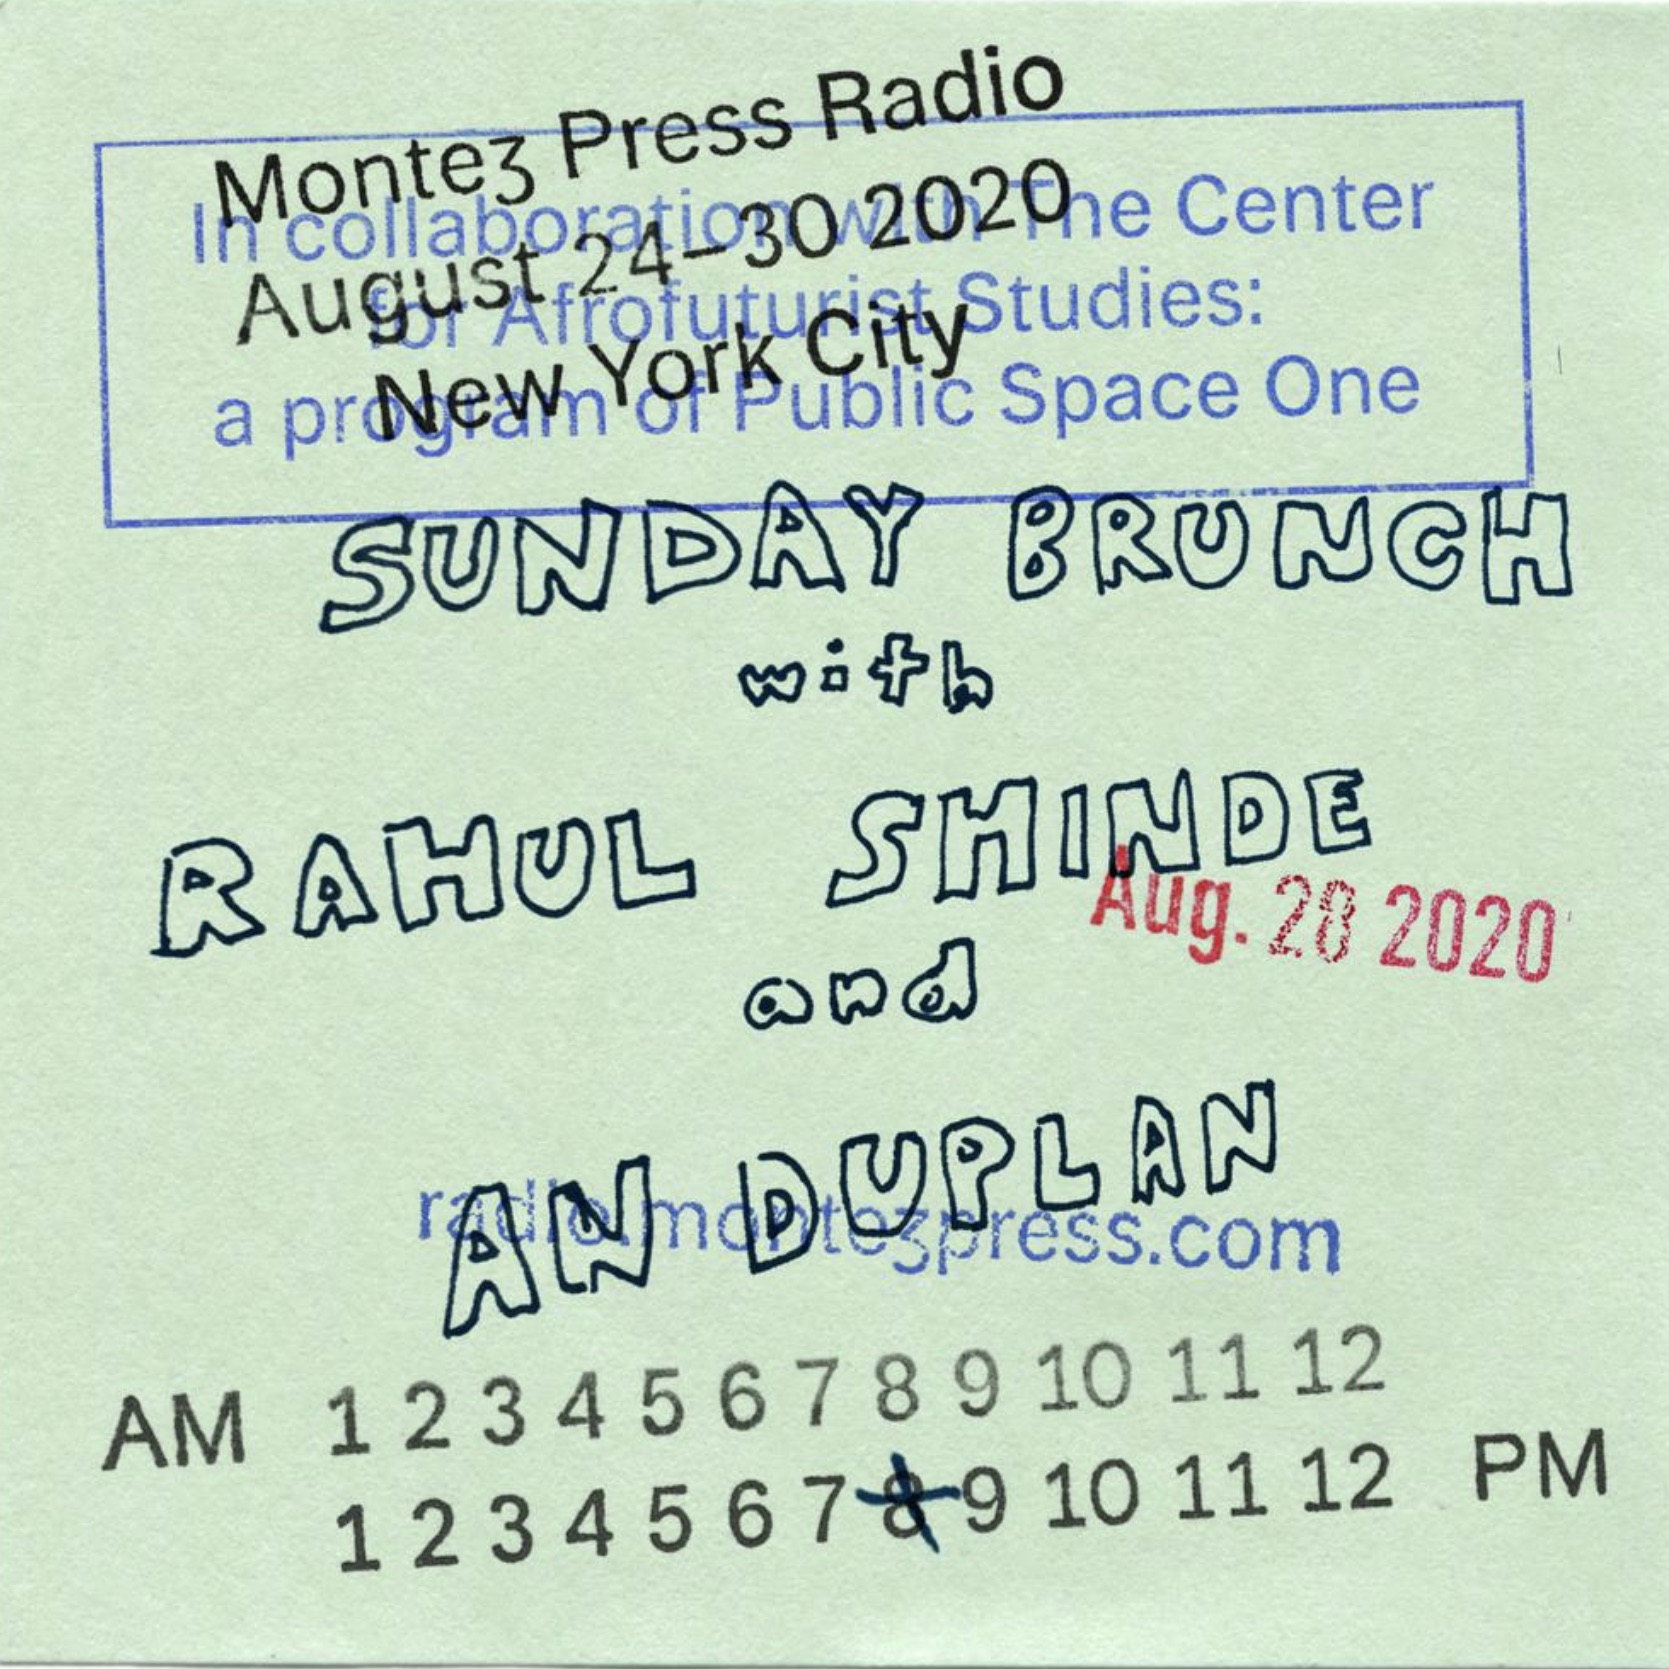 Monteʒ Press Radio
August 24–30 2020
New York City
In collaboration with The Center
for Afrofuturist Studies:
a program of Public Space One
SUNDAY BRUNCH
with
RAHUL SHINDE
Aug. 28 2020
and
AN DUPLAN
radio.monteʒpress.com
AM 1 2 3 4 5 6 7 8 9 10 11 12
1 2 3 4 5 6 7 8 9 10 11 12 PM